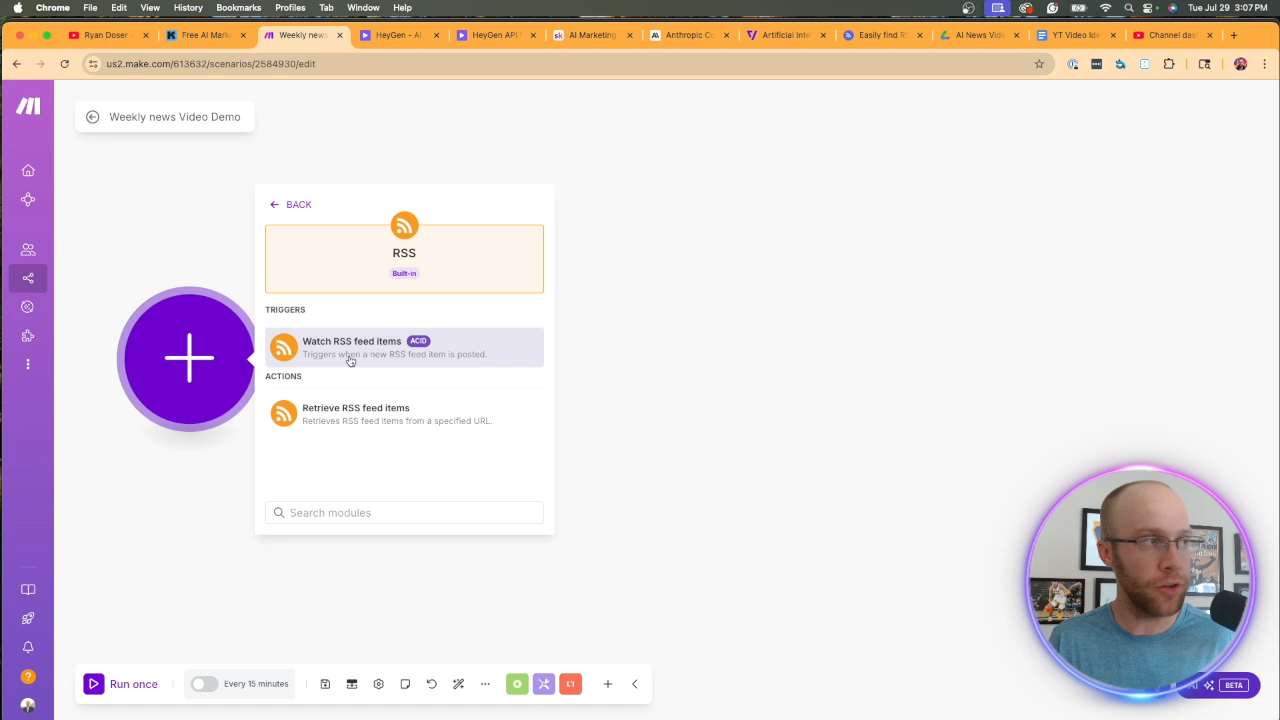 Chrome File Edit View History Bookmarks Profiles Tab Window Help
Tue Jul 29 3:07 PM
Ryan Doser -
Free AI Marke
Weekly news
HeyGen - AI
HeyGen API
AI Marketing
Anthropic Co
Artificial Inte
Easily find RS
AI News Vide
YT Video Ide
Channel das
us2.make.com/613632/scenarios/2584930/edit
Weekly news Video Demo
BACK
RSS
Built-in
TRIGGERS
Watch RSS feed items ACID
Triggers when a new RSS feed item is posted.
ACTIONS
Retrieve RSS feed items
Retrieves RSS feed items from a specified URL.
Search modules
Run once
Every 15 minutes
BETA